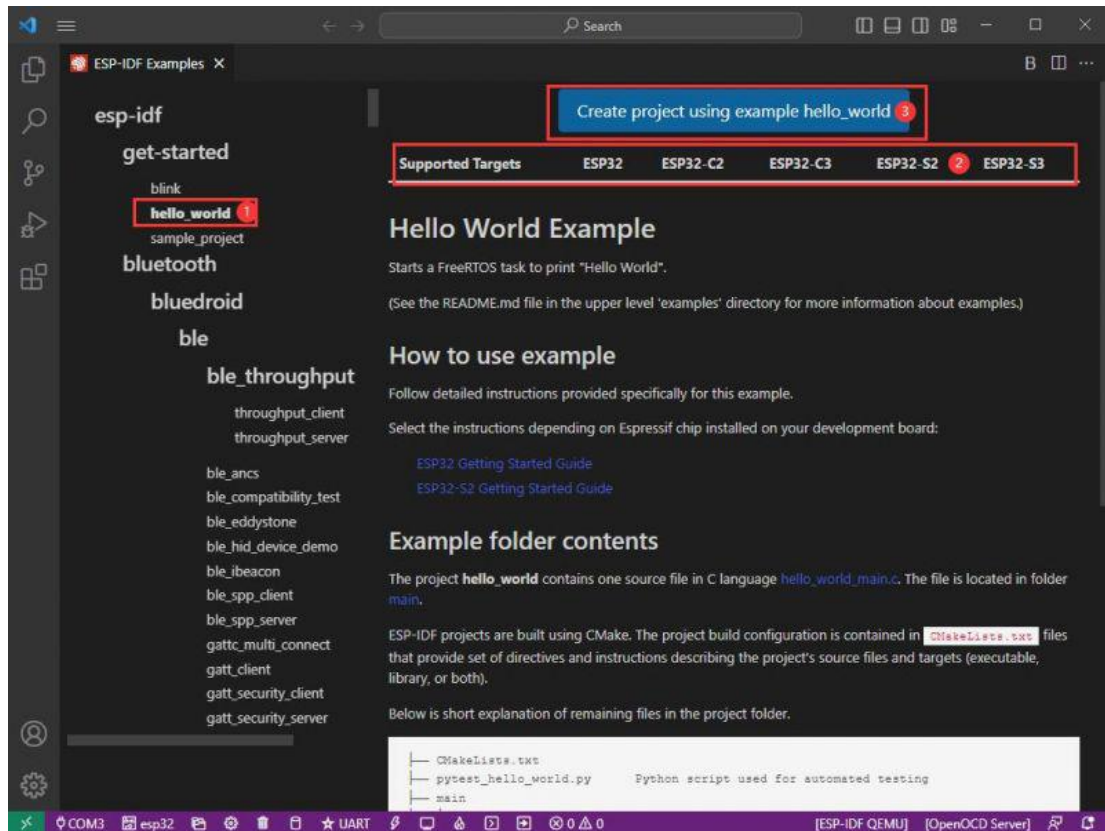 Search
ESP-IDF Examples
B
esp-idf
get-started
blink
hello_world 1
sample_project
bluetooth
bluedroid
ble
ble_throughput
throughput_client
throughput_server
ble_ancs
ble_compatibility_test
ble_eddystone
ble_hid_device_demo
ble_ibeacon
ble_spp_client
ble_spp_server
gattc_multi_connect
gatt_client
gatt_security_client
gatt_security_server
Create project using example hello_world 3
Supported Targets ESP32 ESP32-C2 ESP32-C3 ESP32-S2 2 ESP32-S3
Hello World Example
Starts a FreeRTOS task to print "Hello World".
(See the README.md file in the upper level 'examples' directory for more information about examples.)
How to use example
Follow detailed instructions provided specifically for this example.
Select the instructions depending on Espressif chip installed on your development board:
ESP32 Getting Started Guide
ESP32-S2 Getting Started Guide
Example folder contents
The project hello_world contains one source file in C language hello_world_main.c. The file is located in folder
main.
ESP-IDF projects are built using CMake. The project build configuration is contained in CMakeLists.txt files
that provide set of directives and instructions describing the project's source files and targets (executable,
library, or both).
Below is short explanation of remaining files in the project folder.
├── CMakeLists.txt
├── pytest_hello_world.py Python script used for automated testing
├── main
COM3 esp32 UART 0 0 [ESP-IDF QEMU] [OpenOCD Server]